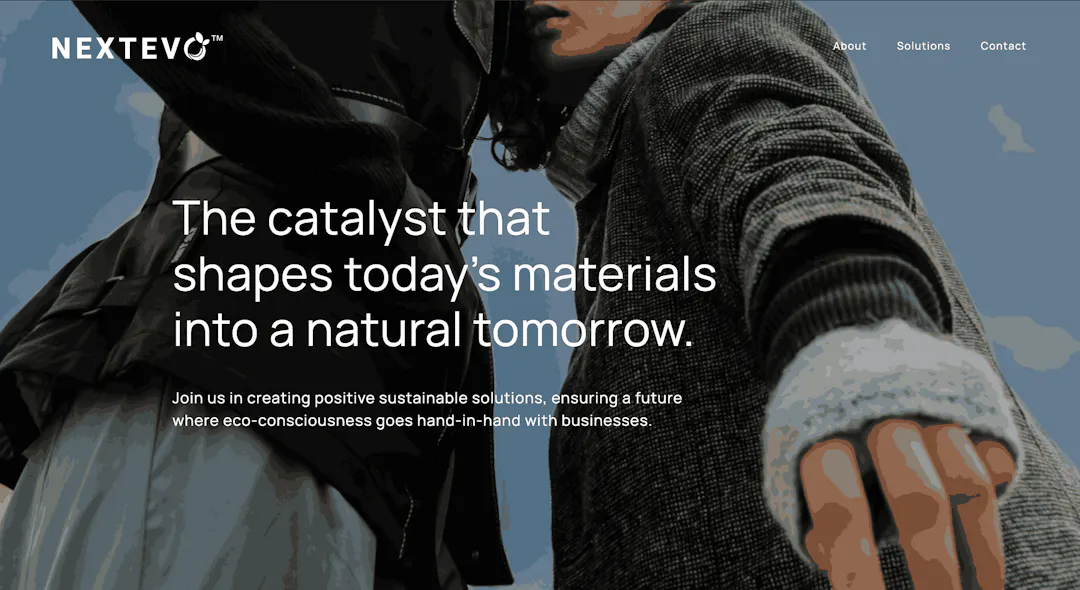 NEXTEVO™
About
Solutions
Contact
The catalyst that
shapes today's materials
into a natural tomorrow.
Join us in creating positive sustainable solutions, ensuring a future
where eco-consciousness goes hand-in-hand with businesses.